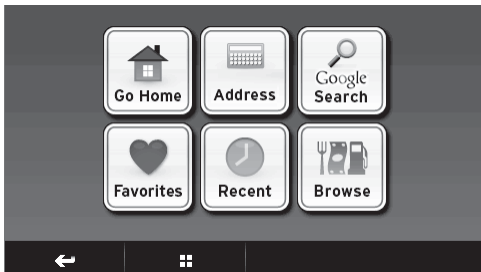 Go Home
Address
Google
Search
Favorites
Recent
Browse